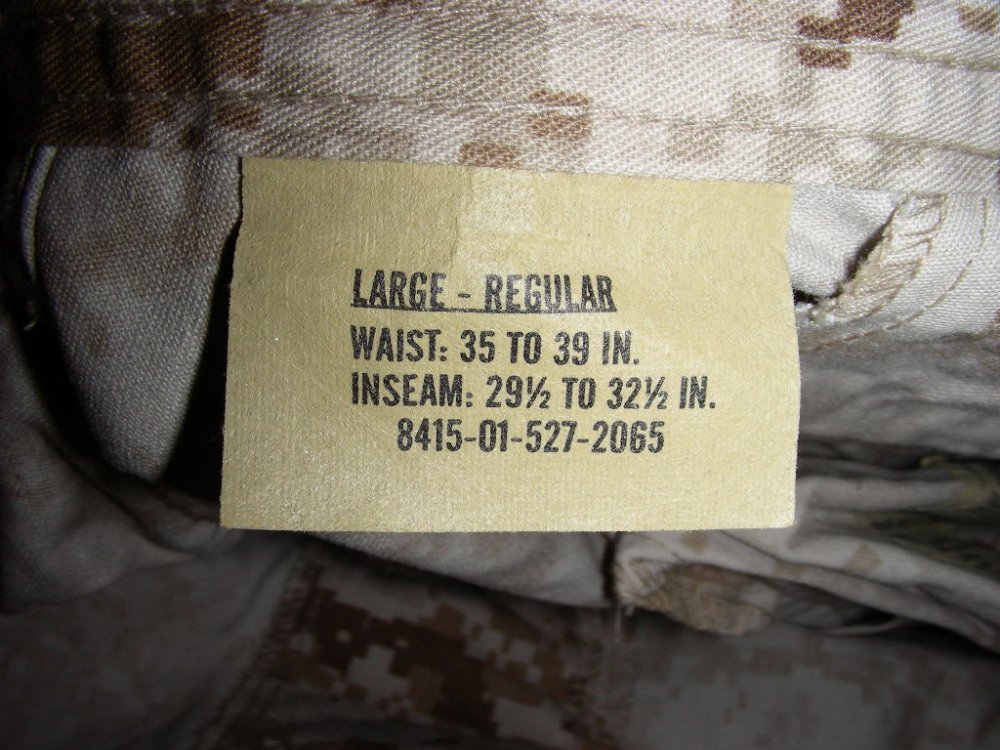 LARGE - REGULAR
WAIST: 35 TO 39 IN.
INSEAM: 29½ TO 32½ IN.
8415-01-527-2065